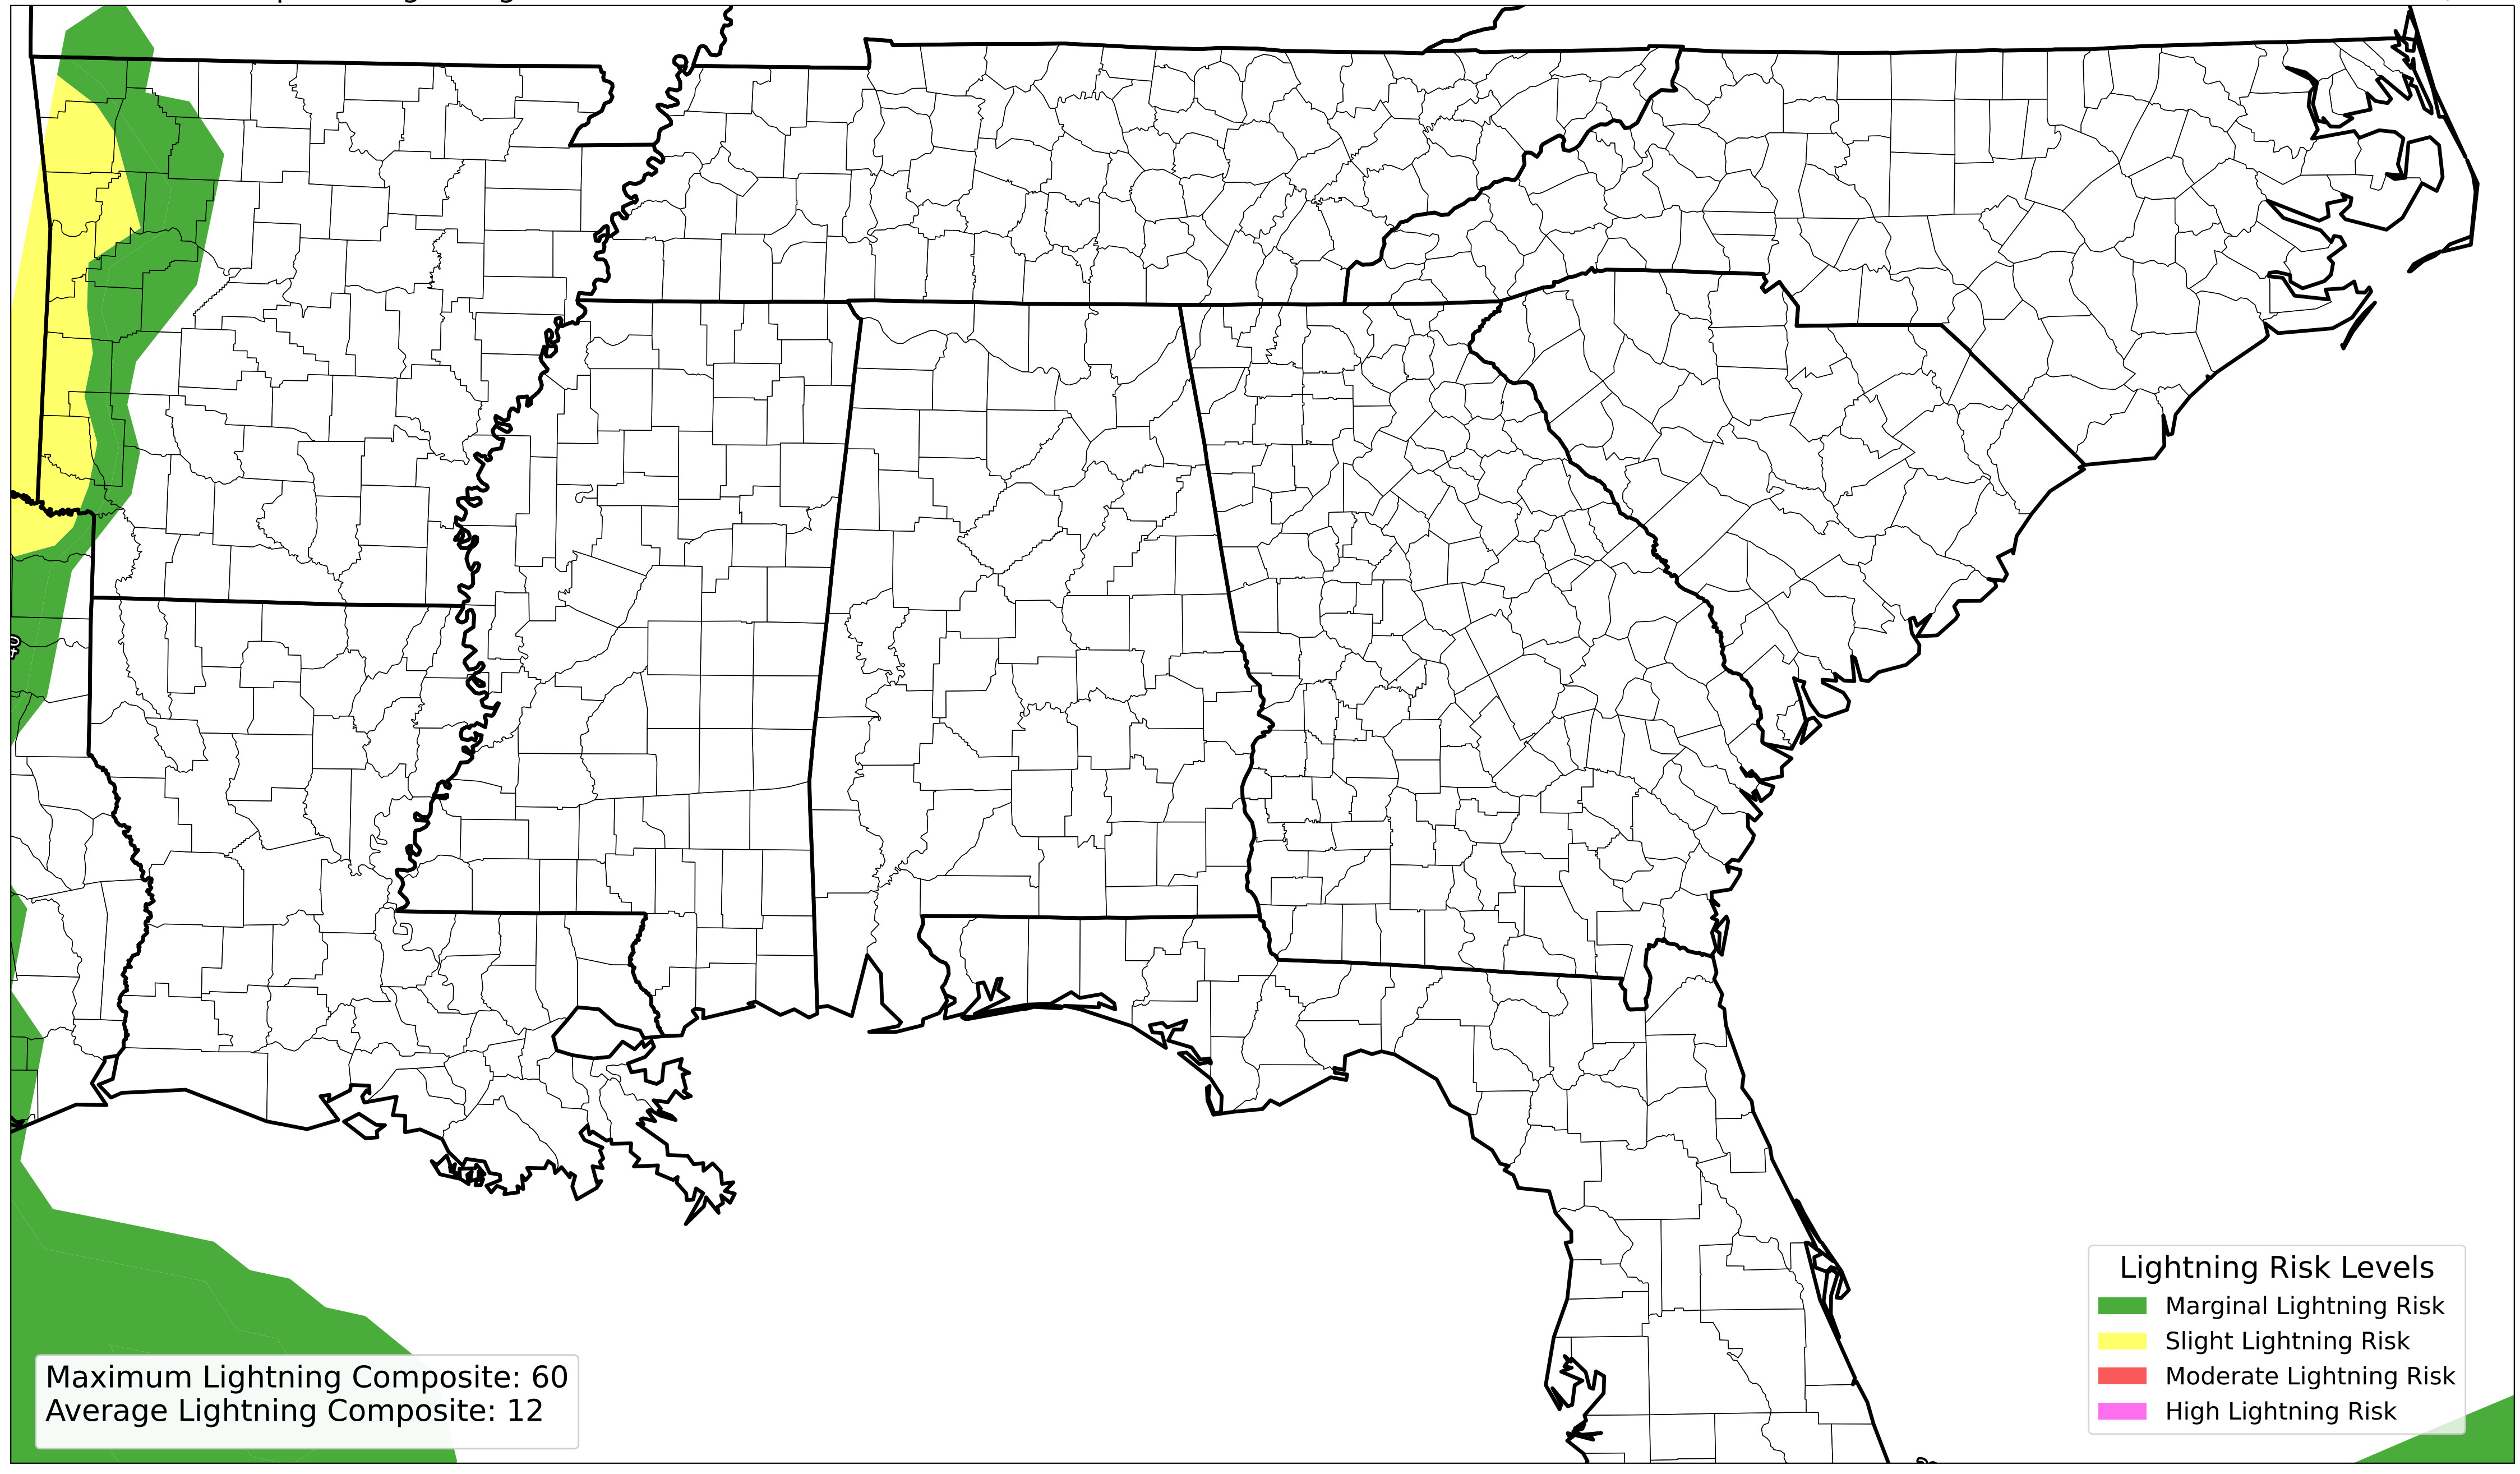 40
Lightning Risk Levels
Marginal Lightning Risk
Slight Lightning Risk
Moderate Lightning Risk
High Lightning Risk
Maximum Lightning Composite: 60
Average Lightning Composite: 12